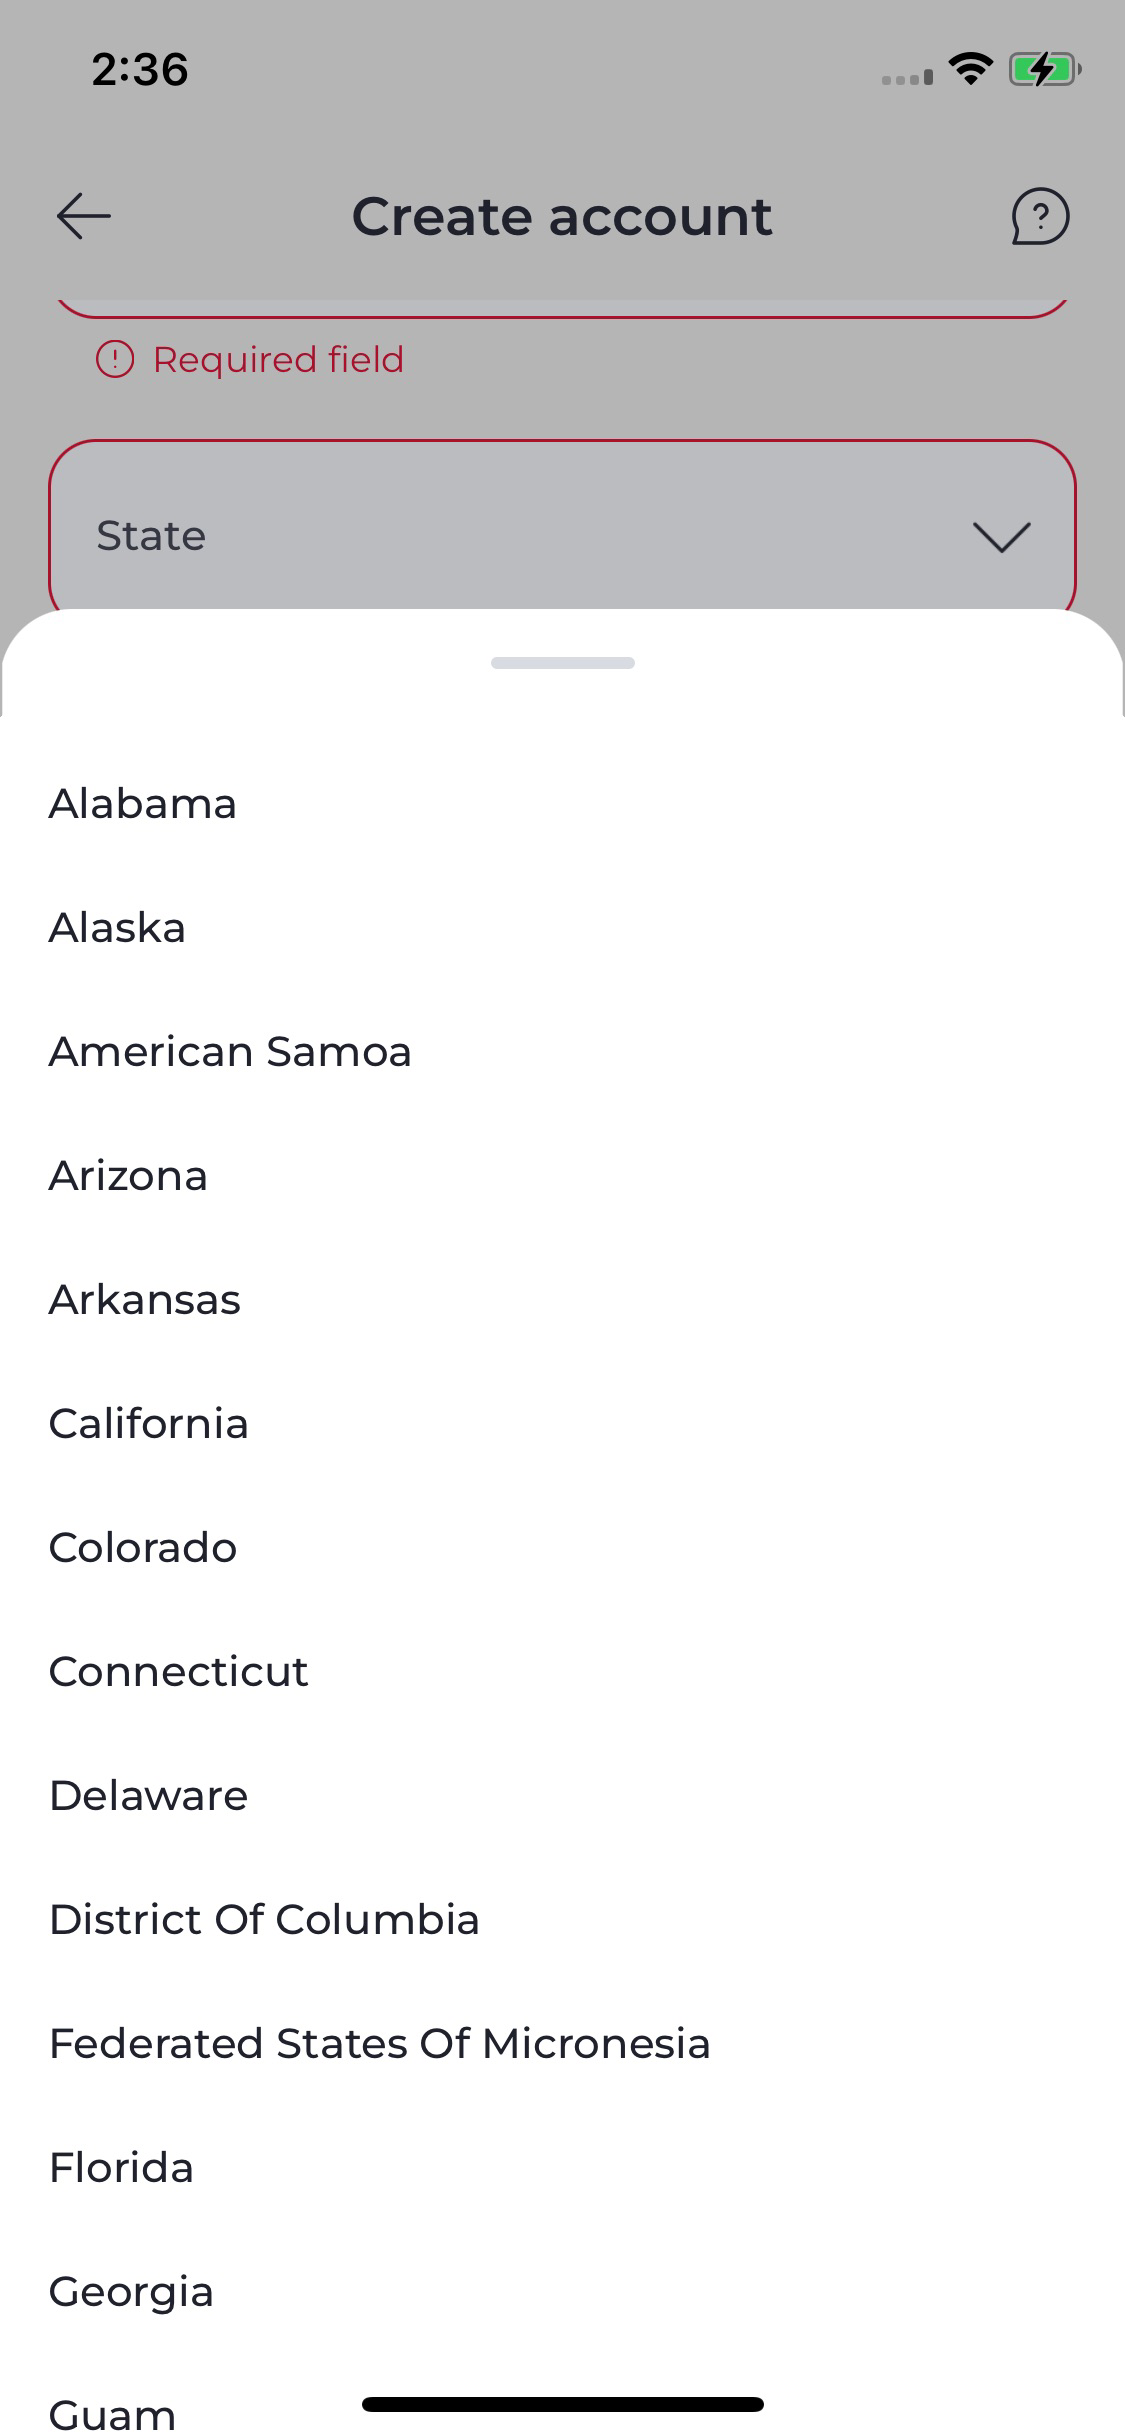 2:36
Create account
Required field
State
Alabama
Alaska
American Samoa
Arizona
Arkansas
California
Colorado
Connecticut
Delaware
District Of Columbia
Federated States Of Micronesia
Florida
Georgia
Guam